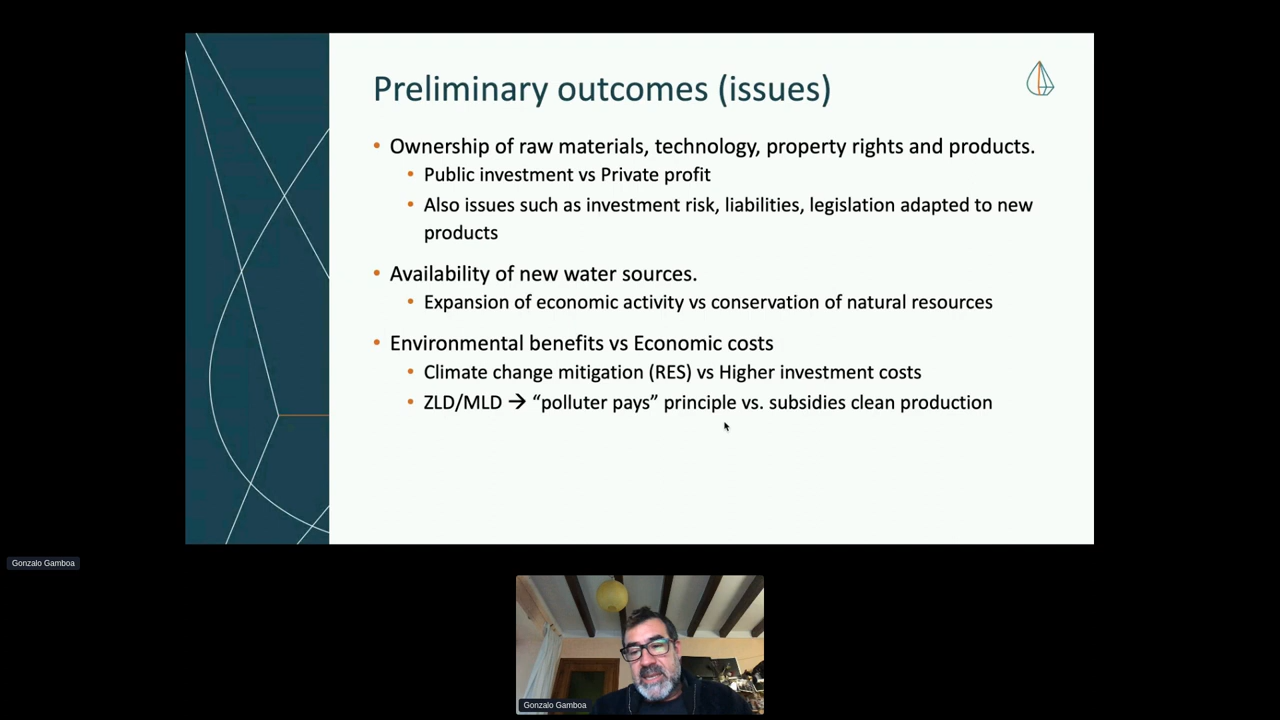 Preliminary outcomes (issues)
• Ownership of raw materials, technology, property rights and products.
• Public investment vs Private profit
• Also issues such as investment risk, liabilities, legislation adapted to new
products
• Availability of new water sources.
• Expansion of economic activity vs conservation of natural resources
• Environmental benefits vs Economic costs
• Climate change mitigation (RES) vs Higher investment costs
• ZLD/MLD → “polluter pays” principle vs. subsidies clean production
Gonzalo Gamboa
Gonzalo Gamboa